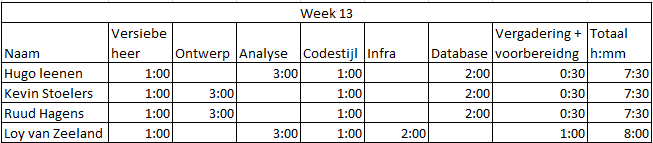 Week 13
Naam Versiebe heer Ontwerp Analyse Codestijl Infra Database Vergadering + voorbereidng Totaal h:mm
Hugo leenen 1:00 3:00 1:00 2:00 0:30 7:30
Kevin Stoelers 1:00 3:00 1:00 2:00 0:30 7:30
Ruud Hagens 1:00 3:00 1:00 2:00 0:30 7:30
Loy van Zeeland 1:00 3:00 1:00 2:00 1:00 8:00